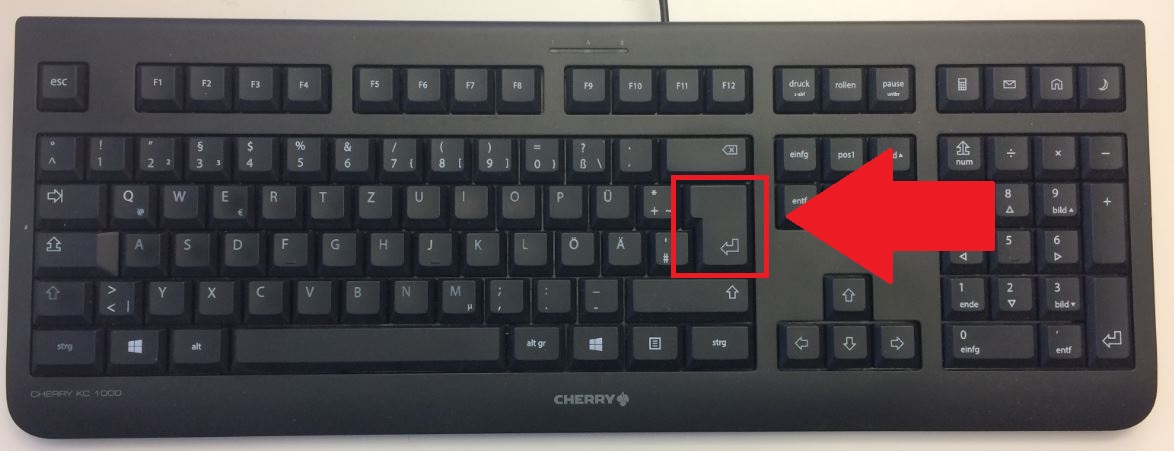 esc F1 F2 F3 F4 F5 F6 F7 F8 F9 F10 F11 F12 druck rollen pause
s-abf untbr
° ! " § $ % & / ( ) = ? ` einfg pos1
^ 1 2 ² 3 ³ 4 5 6 7 { 8 [ 9 ] 0 } ß \ ´ num ÷ × −
Q @ W E € R T Z U I O P Ü * + ~ entf 8 9 bild +
A S D F G H J K L Ö Ä ' # 5 6
> < | Y X C V B N M µ ; , : . _ - 1 ende 2 3 bild
strg alt alt gr strg 0 einfg , entf
CHERRY KC 1000
CHERRY